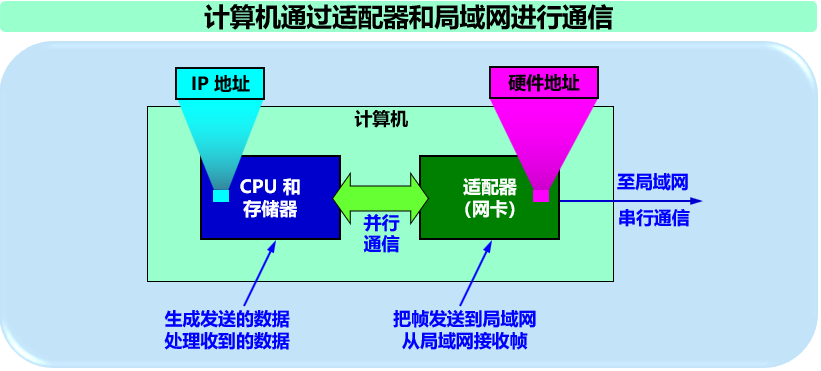 计算机通过适配器和局域网进行通信
IP 地址
硬件地址
计算机
CPU 和
存储器
并行
通信
适配器
（网卡）
至局域网
串行通信
生成发送的数据
处理收到的数据
把帧发送到局域网
从局域网接收帧